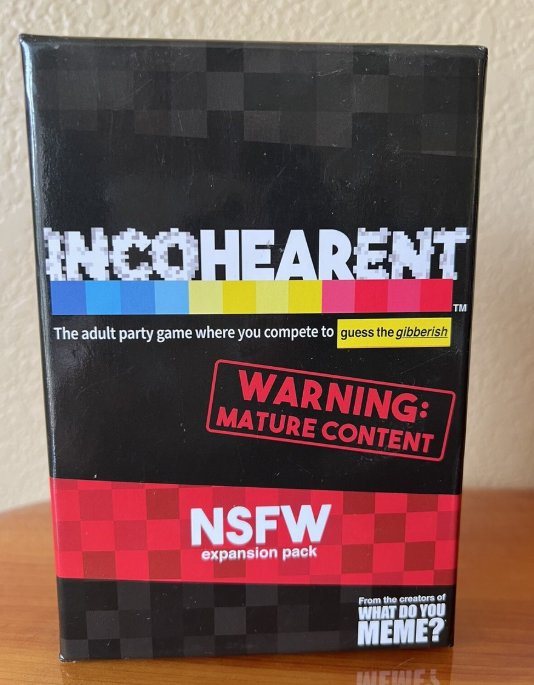 INCOHEARENT
TM
The adult party game where you compete to guess the gibberish
WARNING:
MATURE CONTENT
NSFW
expansion pack
From the creators of
WHAT DO YOU
MEME?